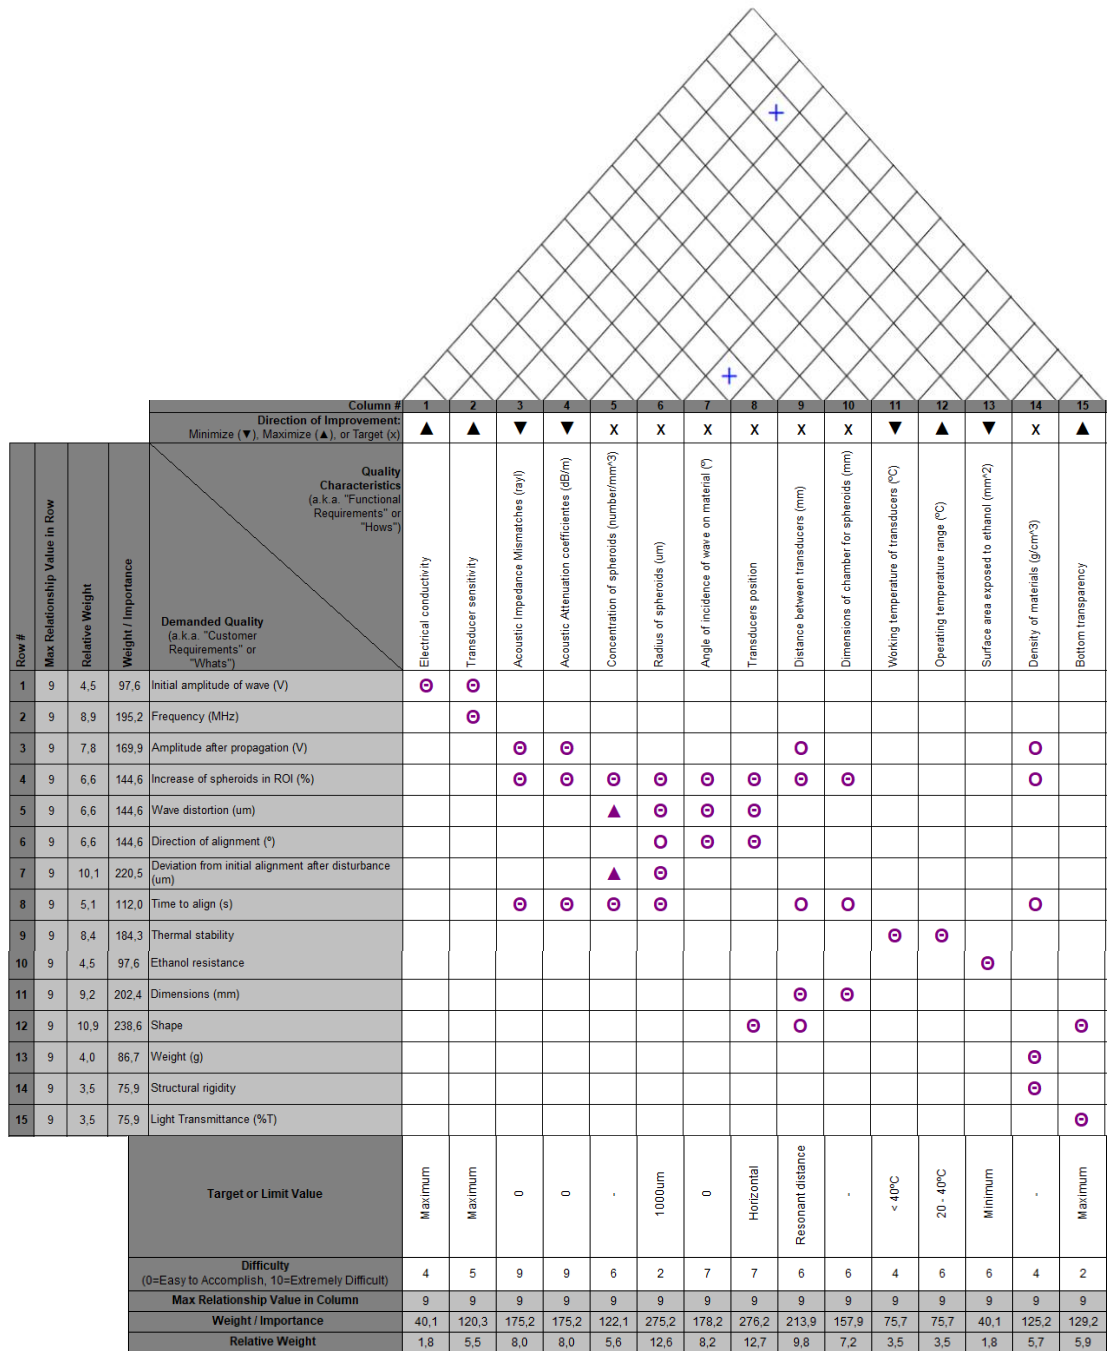 Column # 1 2 3 4 5 6 7 8 9 10 11 12 13 14 15
Direction of Improvement:
Minimize (▼), Maximize (▲), or Target (x) ▲ ▲ ▼ ▼ x x x x x x ▼ ▲ ▼ x ▲
Row #
Max Relationship Value in Row
Relative Weight
Weight / Importance
Quality
Characteristics
(a.k.a. "Functional
Requirements" or
"Hows")
Demanded Quality
(a.k.a. "Customer
Requirements" or
"Whats")
Electrical conductivity
Transducer sensitivity
Acoustic Impedance Mismatches (rayl)
Acoustic Attenuation coefficientes (dB/m)
Concentration of spheroids (number/mm^3)
Radius of spheroids (um)
Angle of incidence of wave on material (º)
Transducers position
Distance between transducers (mm)
Dimensions of chamber for spheroids (mm)
Working temperature of transducers (ºC)
Operating temperature range (ºC)
Surface area exposed to ethanol (mm^2)
Density of materials (g/cm^3)
Bottom transparency
1 9 4,5 97,6 Initial amplitude of wave (V) Θ Θ
2 9 8,9 195,2 Frequency (MHz) Θ
3 9 7,8 169,9 Amplitude after propagation (V) Θ Θ O O
4 9 6,6 144,6 Increase of spheroids in ROI (%) Θ Θ Θ Θ Θ Θ Θ Θ O
5 9 6,6 144,6 Wave distortion (um) ▲ Θ Θ Θ
6 9 6,6 144,6 Direction of alignment (º) O Θ Θ
7 9 10,1 220,5 Deviation from initial alignment after disturbance
(um) ▲ Θ
8 9 5,1 112,0 Time to align (s) Θ Θ Θ Θ O O O
9 9 8,4 184,3 Thermal stability Θ Θ
10 9 4,5 97,6 Ethanol resistance Θ
11 9 9,2 202,4 Dimensions (mm) Θ Θ
12 9 10,9 238,6 Shape Θ O Θ
13 9 4,0 86,7 Weight (g) Θ
14 9 3,5 75,9 Structural rigidity Θ
15 9 3,5 75,9 Light Transmittance (%T) Θ
Target or Limit Value
Maximum
Maximum
0
0
-
1000um
0
Horizontal
Resonant distance
-
< 40ºC
20 - 40ºC
Minimum
-
Maximum
Difficulty
(0=Easy to Accomplish, 10=Extremely Difficult) 4 5 9 9 6 2 7 7 6 6 4 6 6 4 2
Max Relationship Value in Column 9 9 9 9 9 9 9 9 9 9 9 9 9 9 9
Weight / Importance 40,1 120,3 175,2 175,2 122,1 275,2 178,2 276,2 213,9 157,9 75,7 75,7 40,1 125,2 129,2
Relative Weight 1,8 5,5 8,0 8,0 5,6 12,6 8,2 12,7 9,8 7,2 3,5 3,5 1,8 5,7 5,9